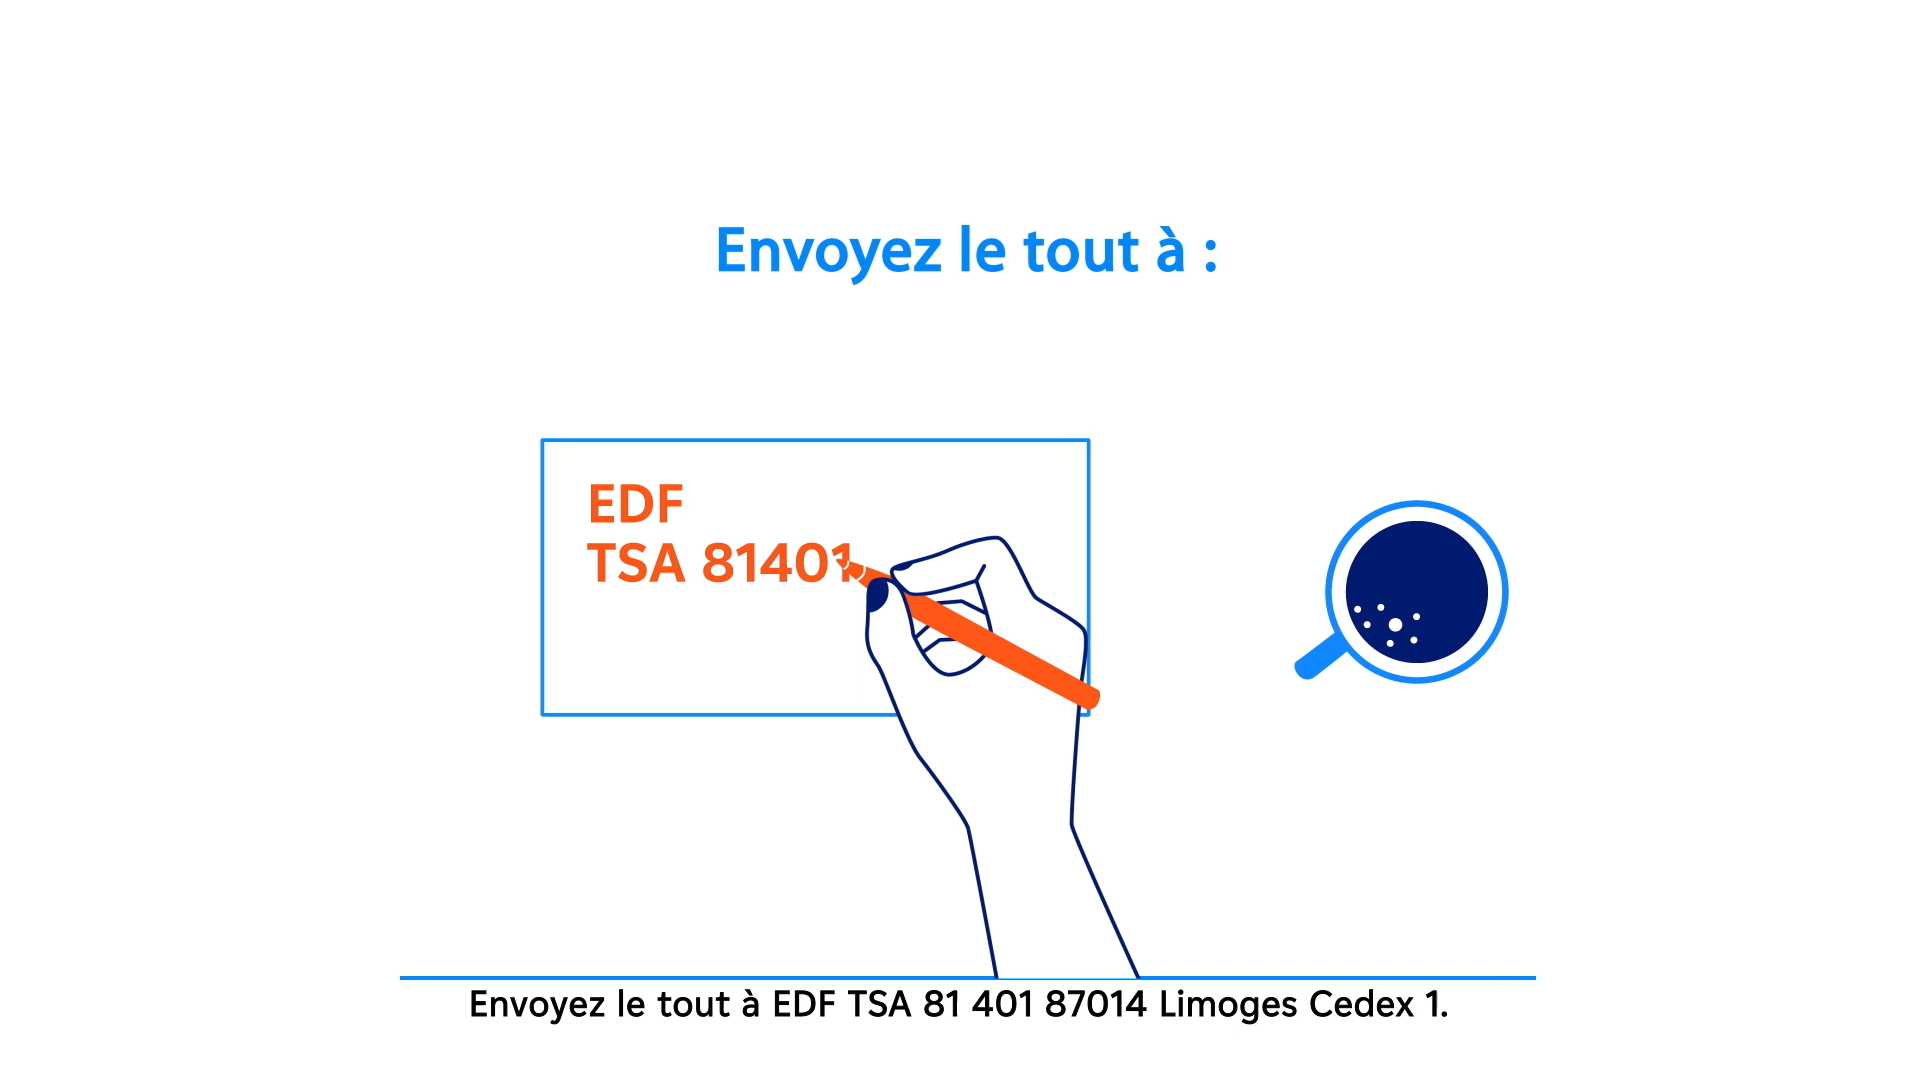 Envoyez le tout à :
EDF
TSA 81401
Envoyez le tout à EDF TSA 81 401 87014 Limoges Cedex 1.